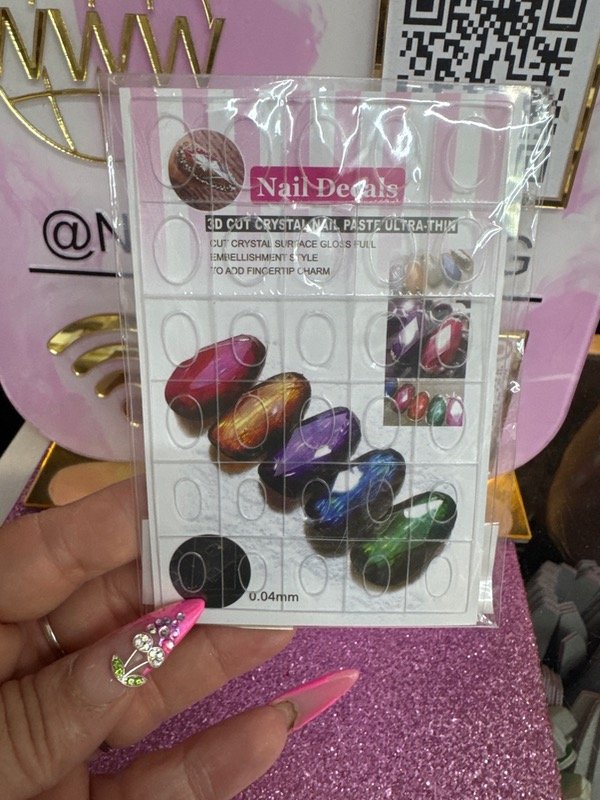 WWW
@N
G
Nail Decals
3D CUT CRYSTAL NAIL PASTE ULTRA-THIN
CUT CRYSTAL SURFACE GLOSS FULL
EMBELLISHMENT STYLE
TO ADD FINGERTIP CHARM
0.04mm